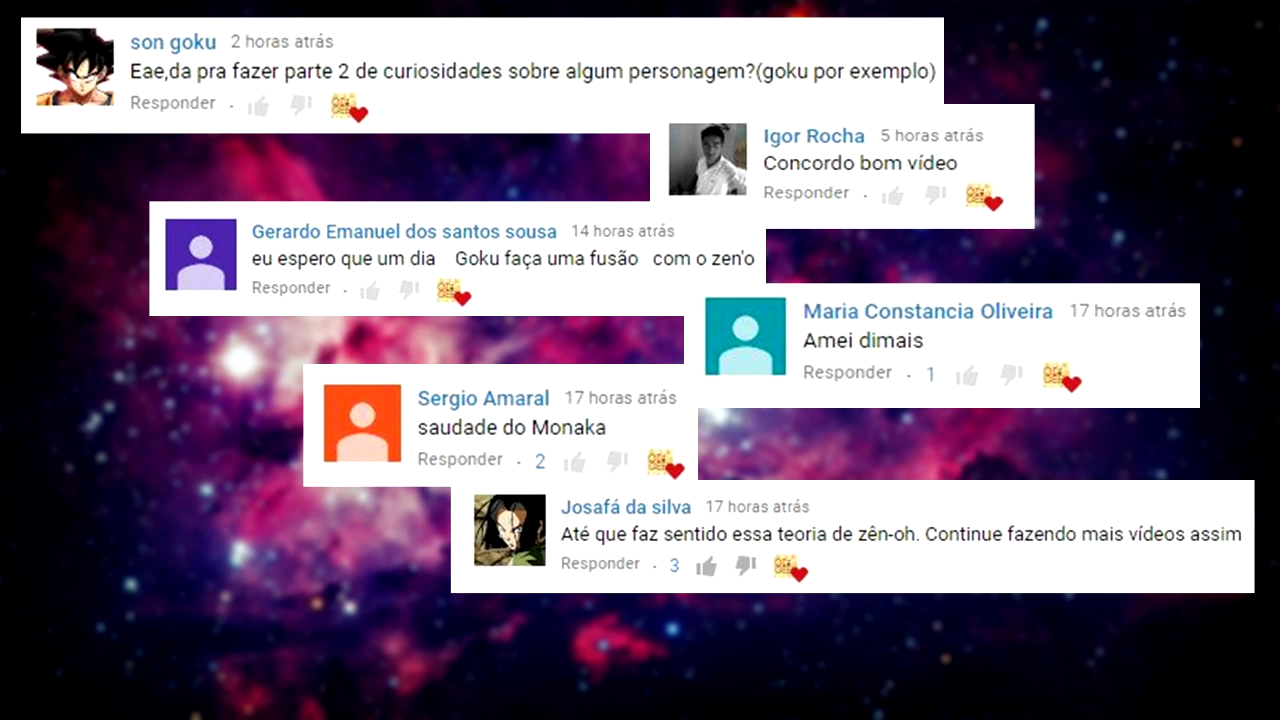 son goku 2 horas atrás
Eae,da pra fazer parte 2 de curiosidades sobre algum personagem?(goku por exemplo)
Responder .
Igor Rocha 5 horas atrás
Concordo bom vídeo
Responder .
Gerardo Emanuel dos santos sousa 14 horas atrás
eu espero que um dia Goku faça uma fusão com o zen'o
Responder .
Maria Constancia Oliveira 17 horas atrás
Amei dimais
Responder . 1
Sergio Amaral 17 horas atrás
saudade do Monaka
Responder . 2
Josafá da silva 17 horas atrás
Até que faz sentido essa teoria de zên-oh. Continue fazendo mais vídeos assim
Responder . 3